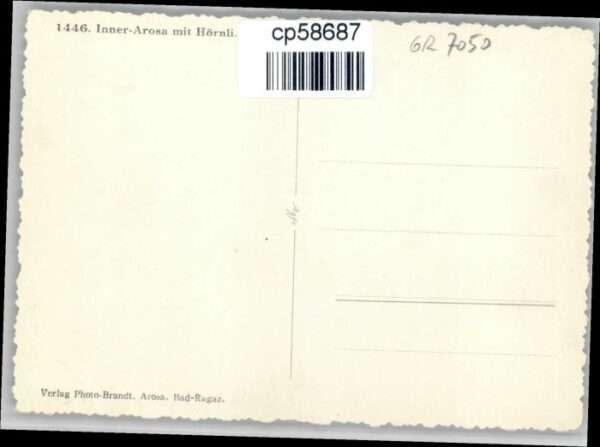 1446. Inner-Arosa mit Hörnli.
cp58687
GR 7050
Verlag Photo-Brandt. Arosa. Bad-Ragaz.